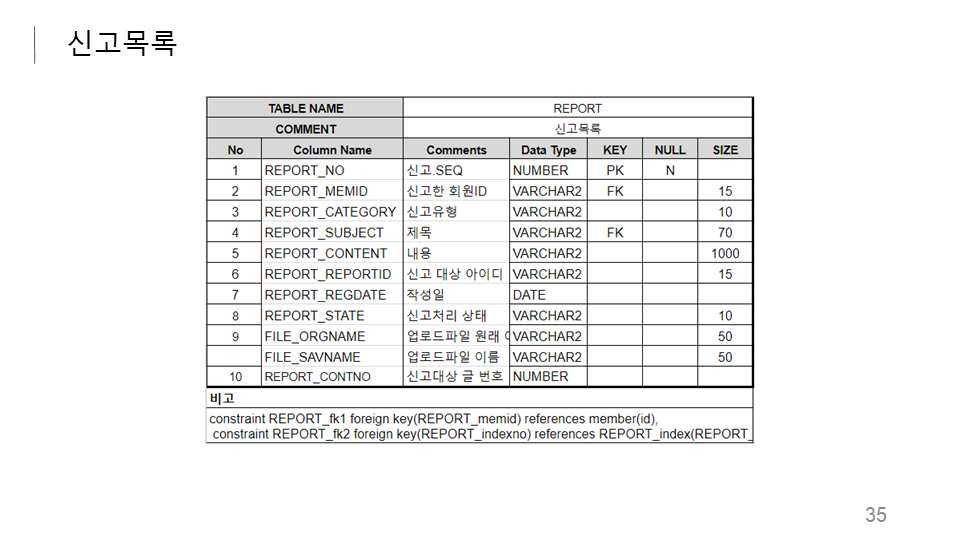 신고목록
TABLE NAME REPORT
COMMENT 신고목록
No Column Name Comments Data Type KEY NULL SIZE
1 REPORT_NO 신고.SEQ NUMBER PK N
2 REPORT_MEMID 신고한 회원ID VARCHAR2 FK 15
3 REPORT_CATEGORY 신고유형 VARCHAR2 10
4 REPORT_SUBJECT 제목 VARCHAR2 FK 70
5 REPORT_CONTENT 내용 VARCHAR2 1000
6 REPORT_REPORTID 신고 대상 아이디 VARCHAR2 15
7 REPORT_REGDATE 작성일 DATE
8 REPORT_STATE 신고처리 상태 VARCHAR2 10
9 FILE_ORGNAME 업로드파일 원래 VARCHAR2 50
FILE_SAVNAME 업로드파일 이름 VARCHAR2 50
10 REPORT_CONTNO 신고대상 글 번호 NUMBER
비고
constraint REPORT_fk1 foreign key(REPORT_memid) references member(id),
constraint REPORT_fk2 foreign key(REPORT_indexno) references REPORT_index(REPORT_
35